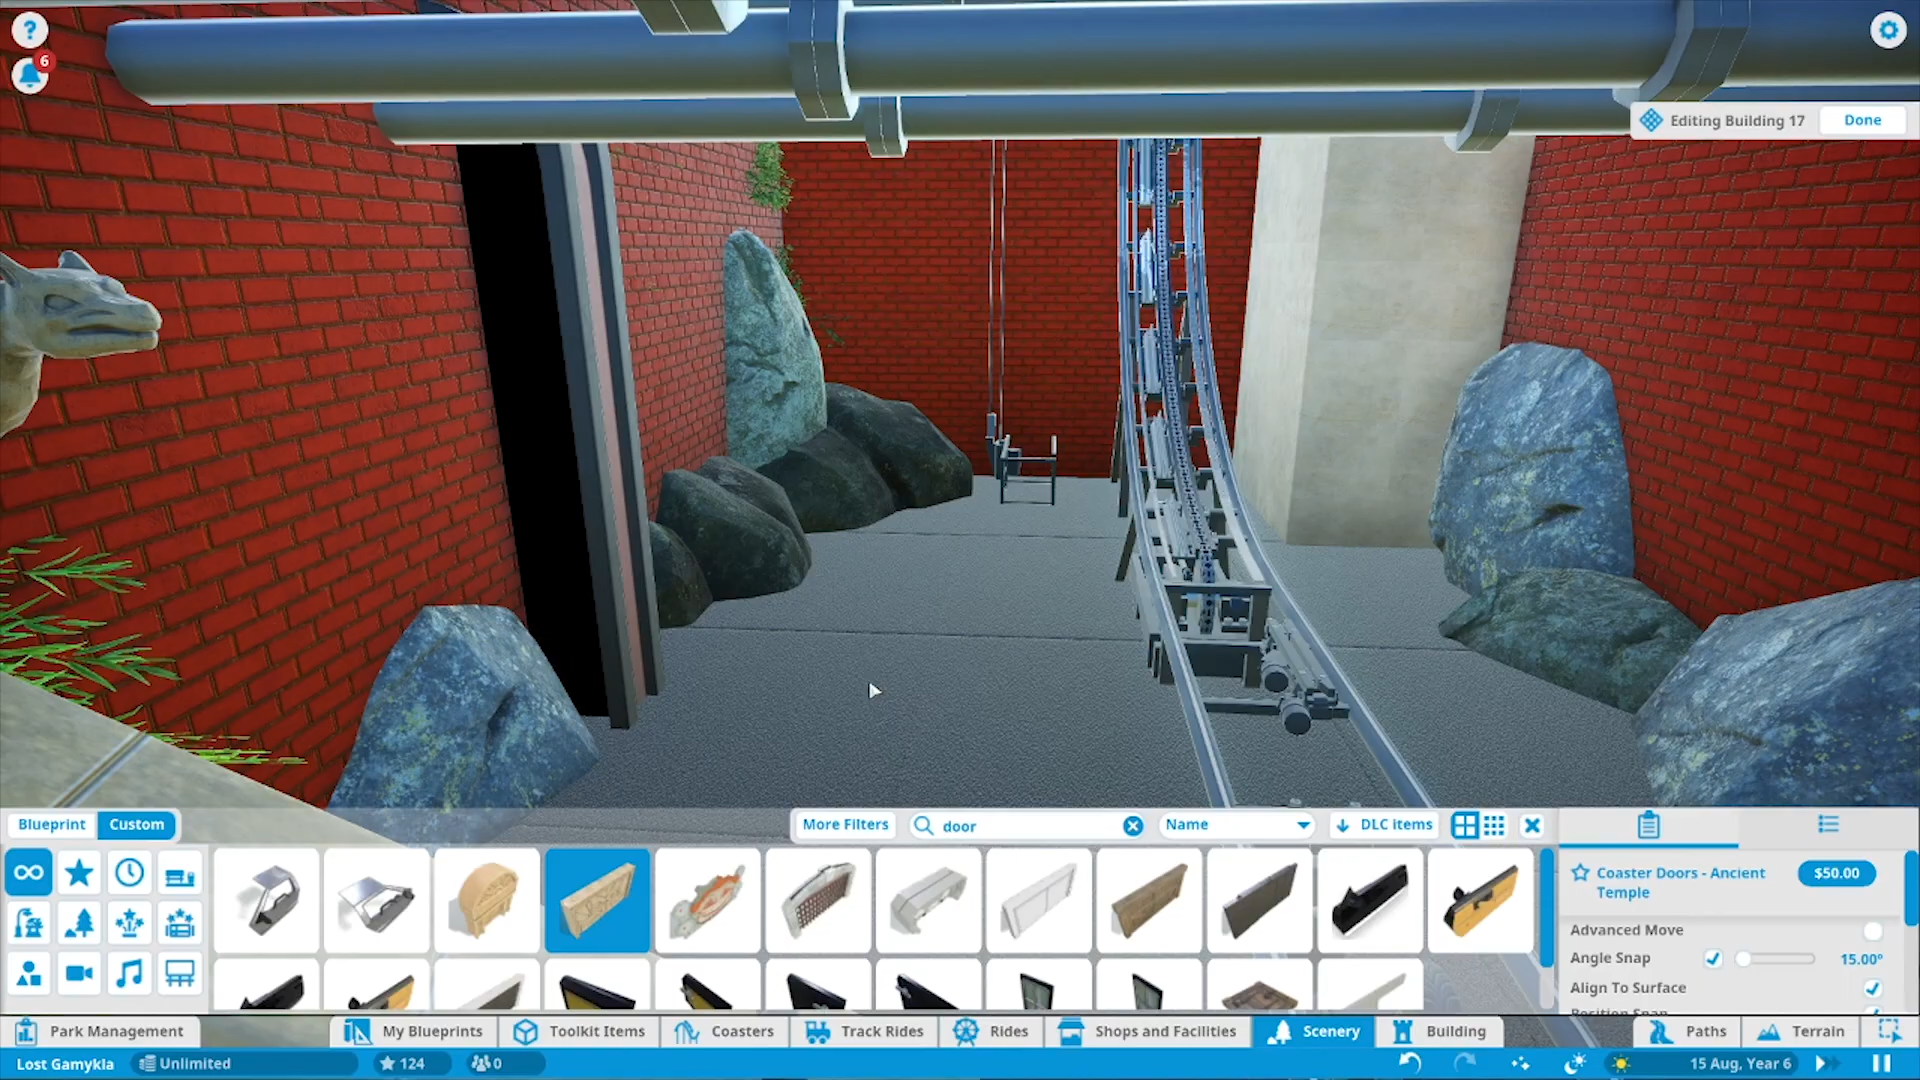 ?
6
Editing Building 17
Done
Blueprint
Custom
More Filters
door
Name
DLC items
Coaster Doors - Ancient Temple
$50.00
Advanced Move
Angle Snap
15.00°
Align To Surface
Position Snap
Park Management
My Blueprints
Toolkit Items
Coasters
Track Rides
Rides
Shops and Facilities
Scenery
Building
Paths
Terrain
Lost Gamykla
Unlimited
124
0
15 Aug, Year 6